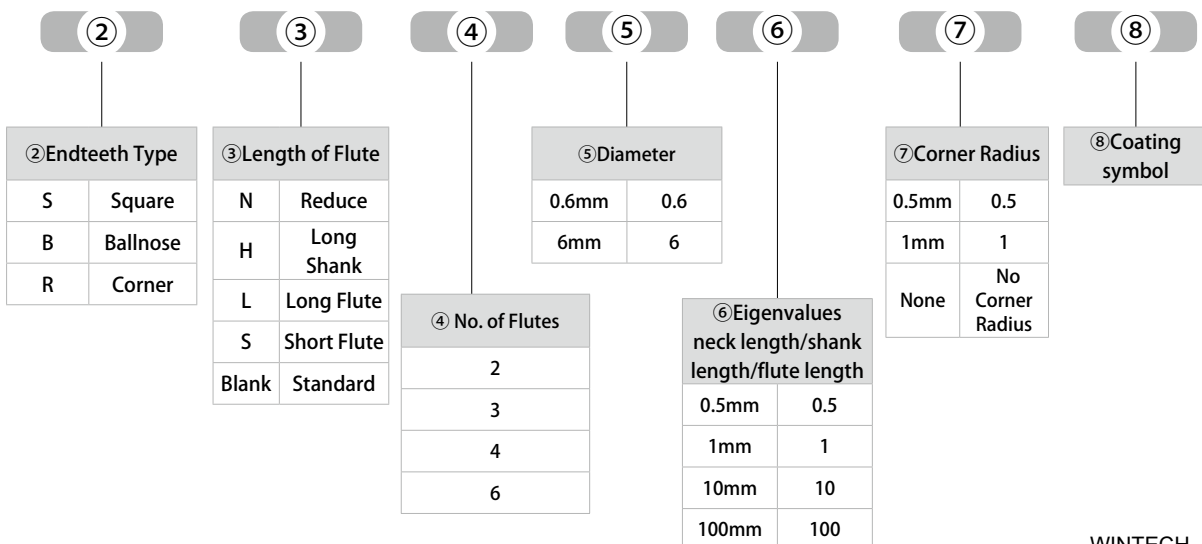 ② ③ ④ ⑤ ⑥ ⑦ ⑧
②Endteeth Type
S Square
B Ballnose
R Corner
③Length of Flute
N Reduce
H Long
Shank
L Long Flute
S Short Flute
Blank Standard
④ No. of Flutes
2
3
4
6
⑤Diameter
0.6mm 0.6
6mm 6
⑥Eigenvalues
neck length/shank
length/flute length
0.5mm 0.5
1mm 1
10mm 10
100mm 100
⑦Corner Radius
0.5mm 0.5
1mm 1
None No
Corner
Radius
⑧Coating
symbol